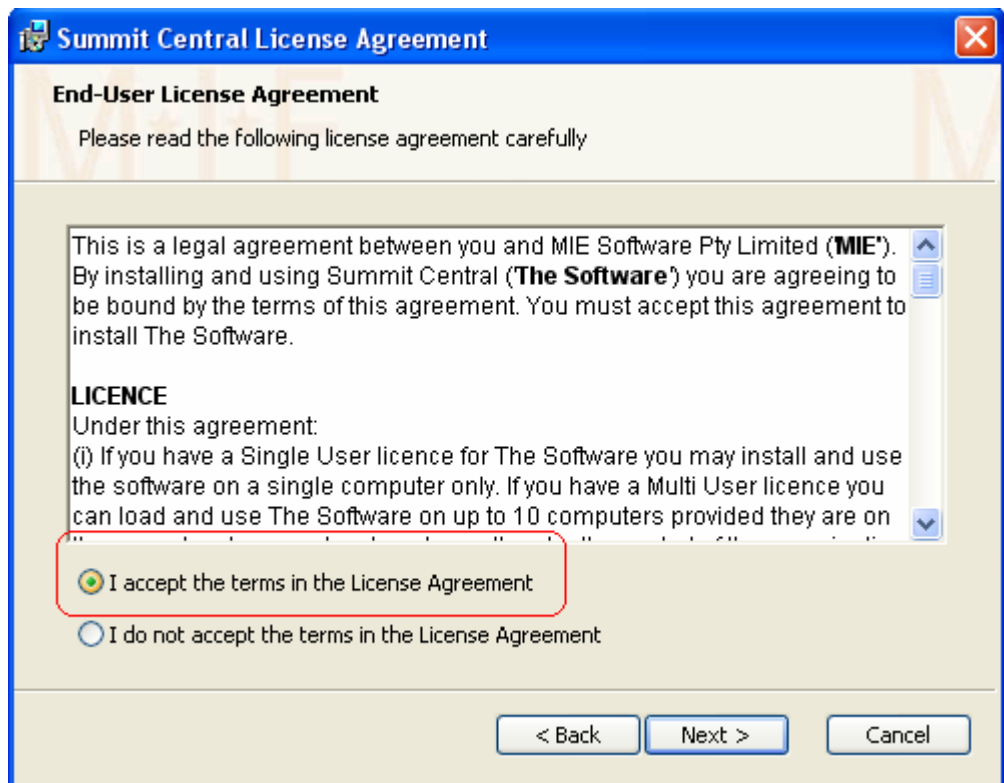 Summit Central License Agreement
End-User License Agreement
Please read the following license agreement carefully
This is a legal agreement between you and MIE Software Pty Limited ('MIE').
By installing and using Summit Central ('The Software') you are agreeing to
be bound by the terms of this agreement. You must accept this agreement to
install The Software.
LICENCE
Under this agreement:
(i) If you have a Single User licence for The Software you may install and use
the software on a single computer only. If you have a Multi User licence you
can load and use The Software on up to 10 computers provided they are on
I accept the terms in the License Agreement
I do not accept the terms in the License Agreement
< Back
Next >
Cancel